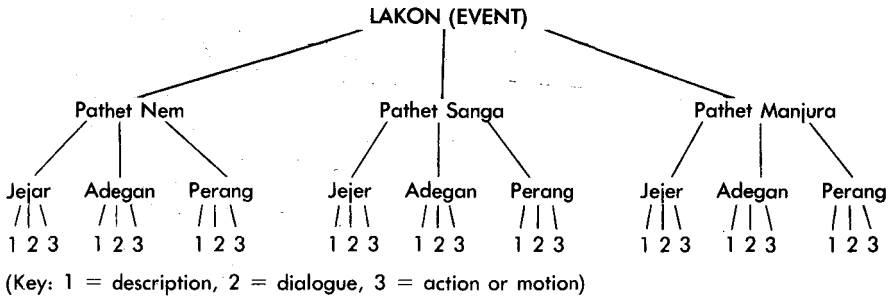 LAKON (EVENT)
Pathet Nem Pathet Sanga Pathet Manjura
Jejar Adegan Perang Jejer Adegan Perang Jejer Adegan Perang
1 2 3 1 2 3 1 2 3 1 2 3 1 2 3 1 2 3 1 2 3 1 2 3 1 2 3
(Key: 1 = description, 2 = dialogue, 3 = action or motion)